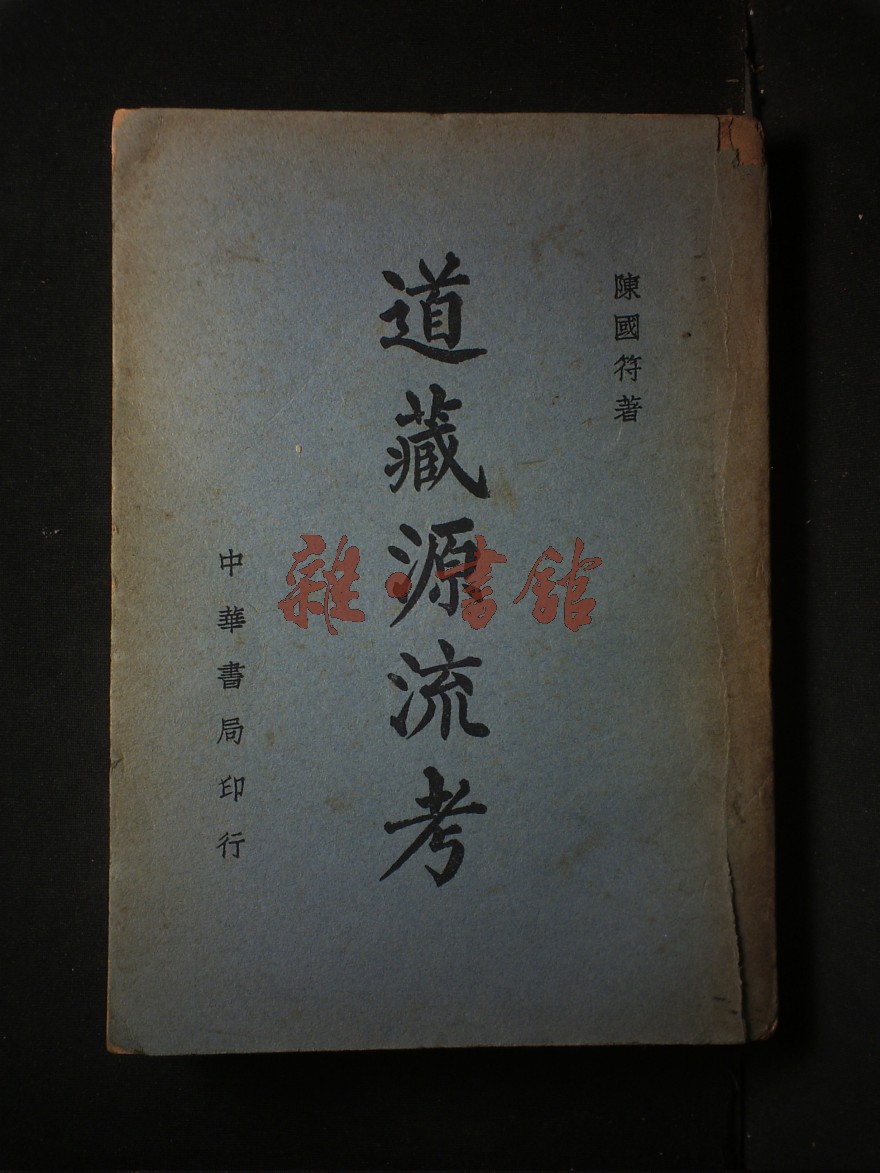 陳國符著
道藏源流考
中華書局印行
雜·書館